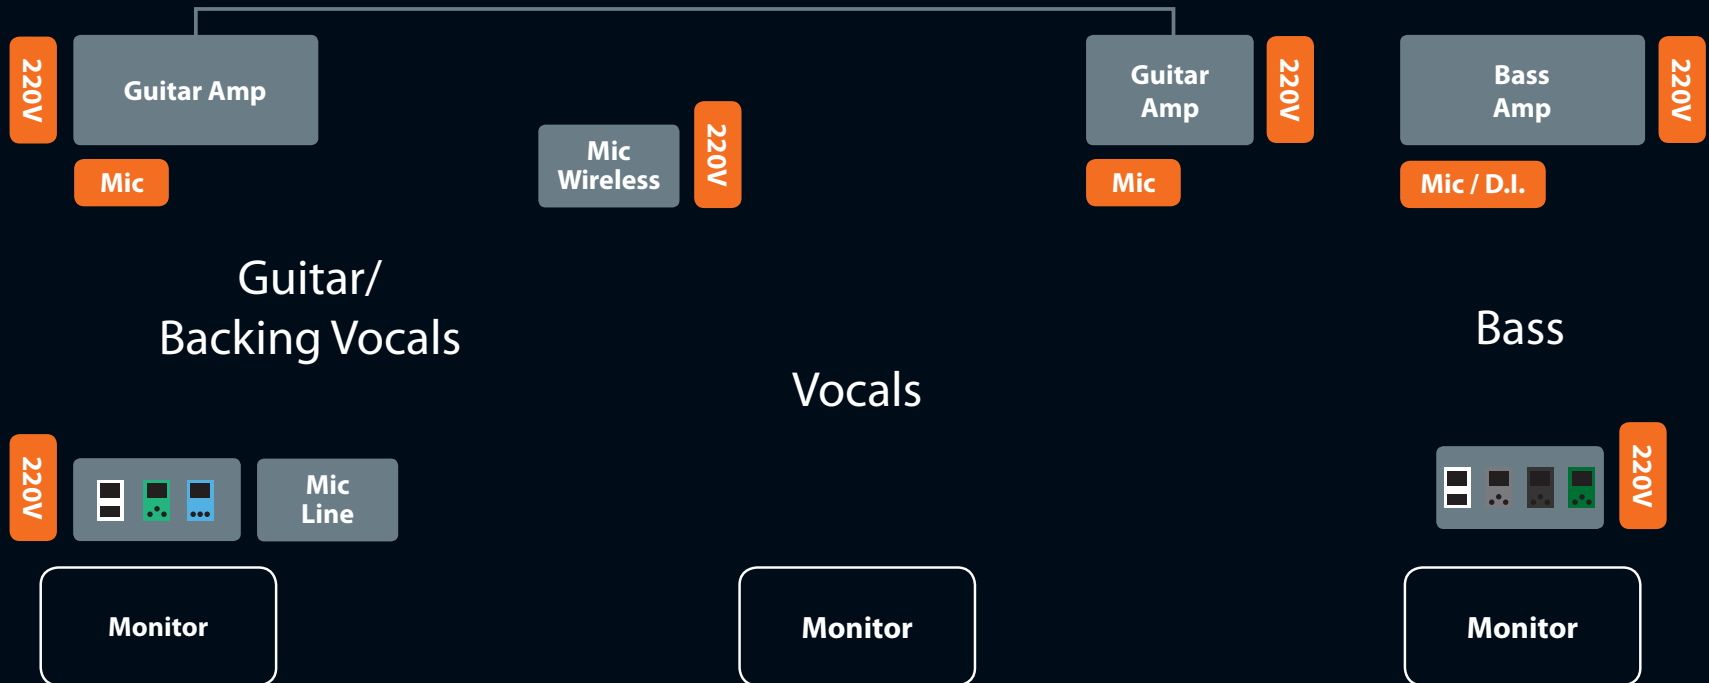 220V
Guitar Amp
Mic
Mic
Wireless
220V
Guitar
Amp
220V
Mic
Bass
Amp
220V
Mic / D.I.
Guitar/
Backing Vocals
Vocals
Bass
220V
Mic
Line
220V
Monitor
Monitor
Monitor